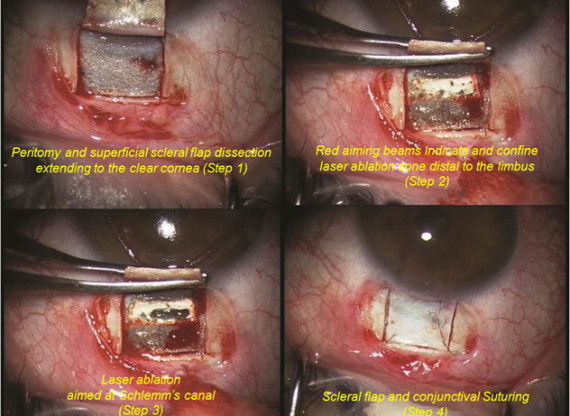 Peritomy and superficial scleral flap dissection
extending to the clear cornea (Step 1)
Red aiming beams Indicate and confine
laser ablation zone distal to the limbus
(Step 2)
Laser ablation
aimed at Schlemm's canal
(Step 3)
Scleral flap and conjunctival Suturing
(Step 4)